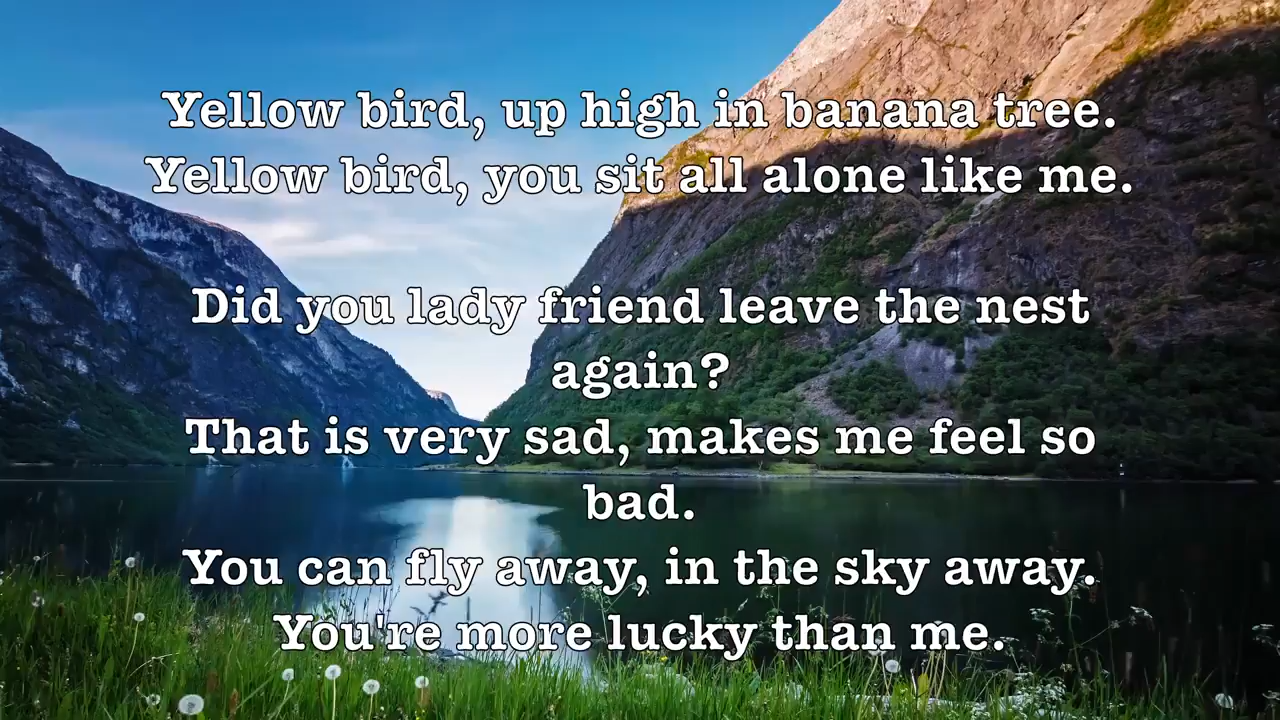 Yellow bird, up high in banana tree.
Yellow bird, you sit all alone like me.
Did you lady friend leave the nest
again?
That is very sad, makes me feel so
bad.
You can fly away, in the sky away.
You're more lucky than me.